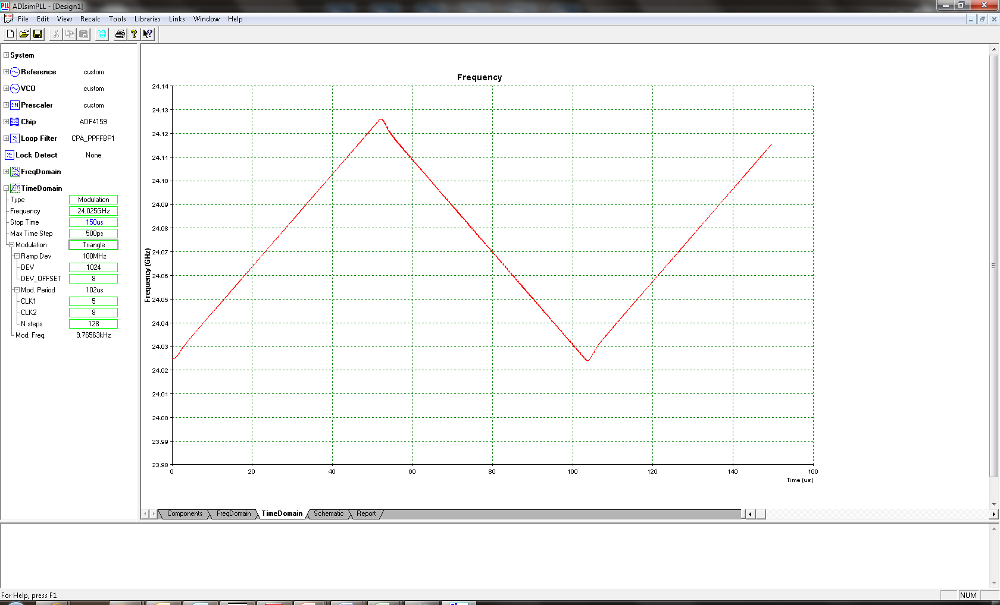 ADIsimPLL - [Design1]
File Edit View Recalc Tools Libraries Links Window Help
System
Reference custom
VCO custom
Prescaler custom
Chip ADF4159
Loop Filter CPA_PPFFBP1
Lock Detect None
FreqDomain
TimeDomain
Type Modulation
Frequency 24.025GHz
Stop Time 150us
Max Time Step 500ps
Modulation Triangle
Ramp Dev 100MHz
DEV 1024
DEV_OFFSET 8
Mod. Period 102us
CLK1 5
CLK2 8
N steps 128
Mod. Freq. 9.76563kHz
Frequency
Frequency (GHz)
24.14
24.13
24.12
24.11
24.10
24.09
24.08
24.07
24.06
24.05
24.04
24.03
24.02
24.01
24.00
23.99
23.98
0 20 40 60 80 100 120 140 160
Time (us)
Components FreqDomain TimeDomain Schematic Report
For Help, press F1
NUM